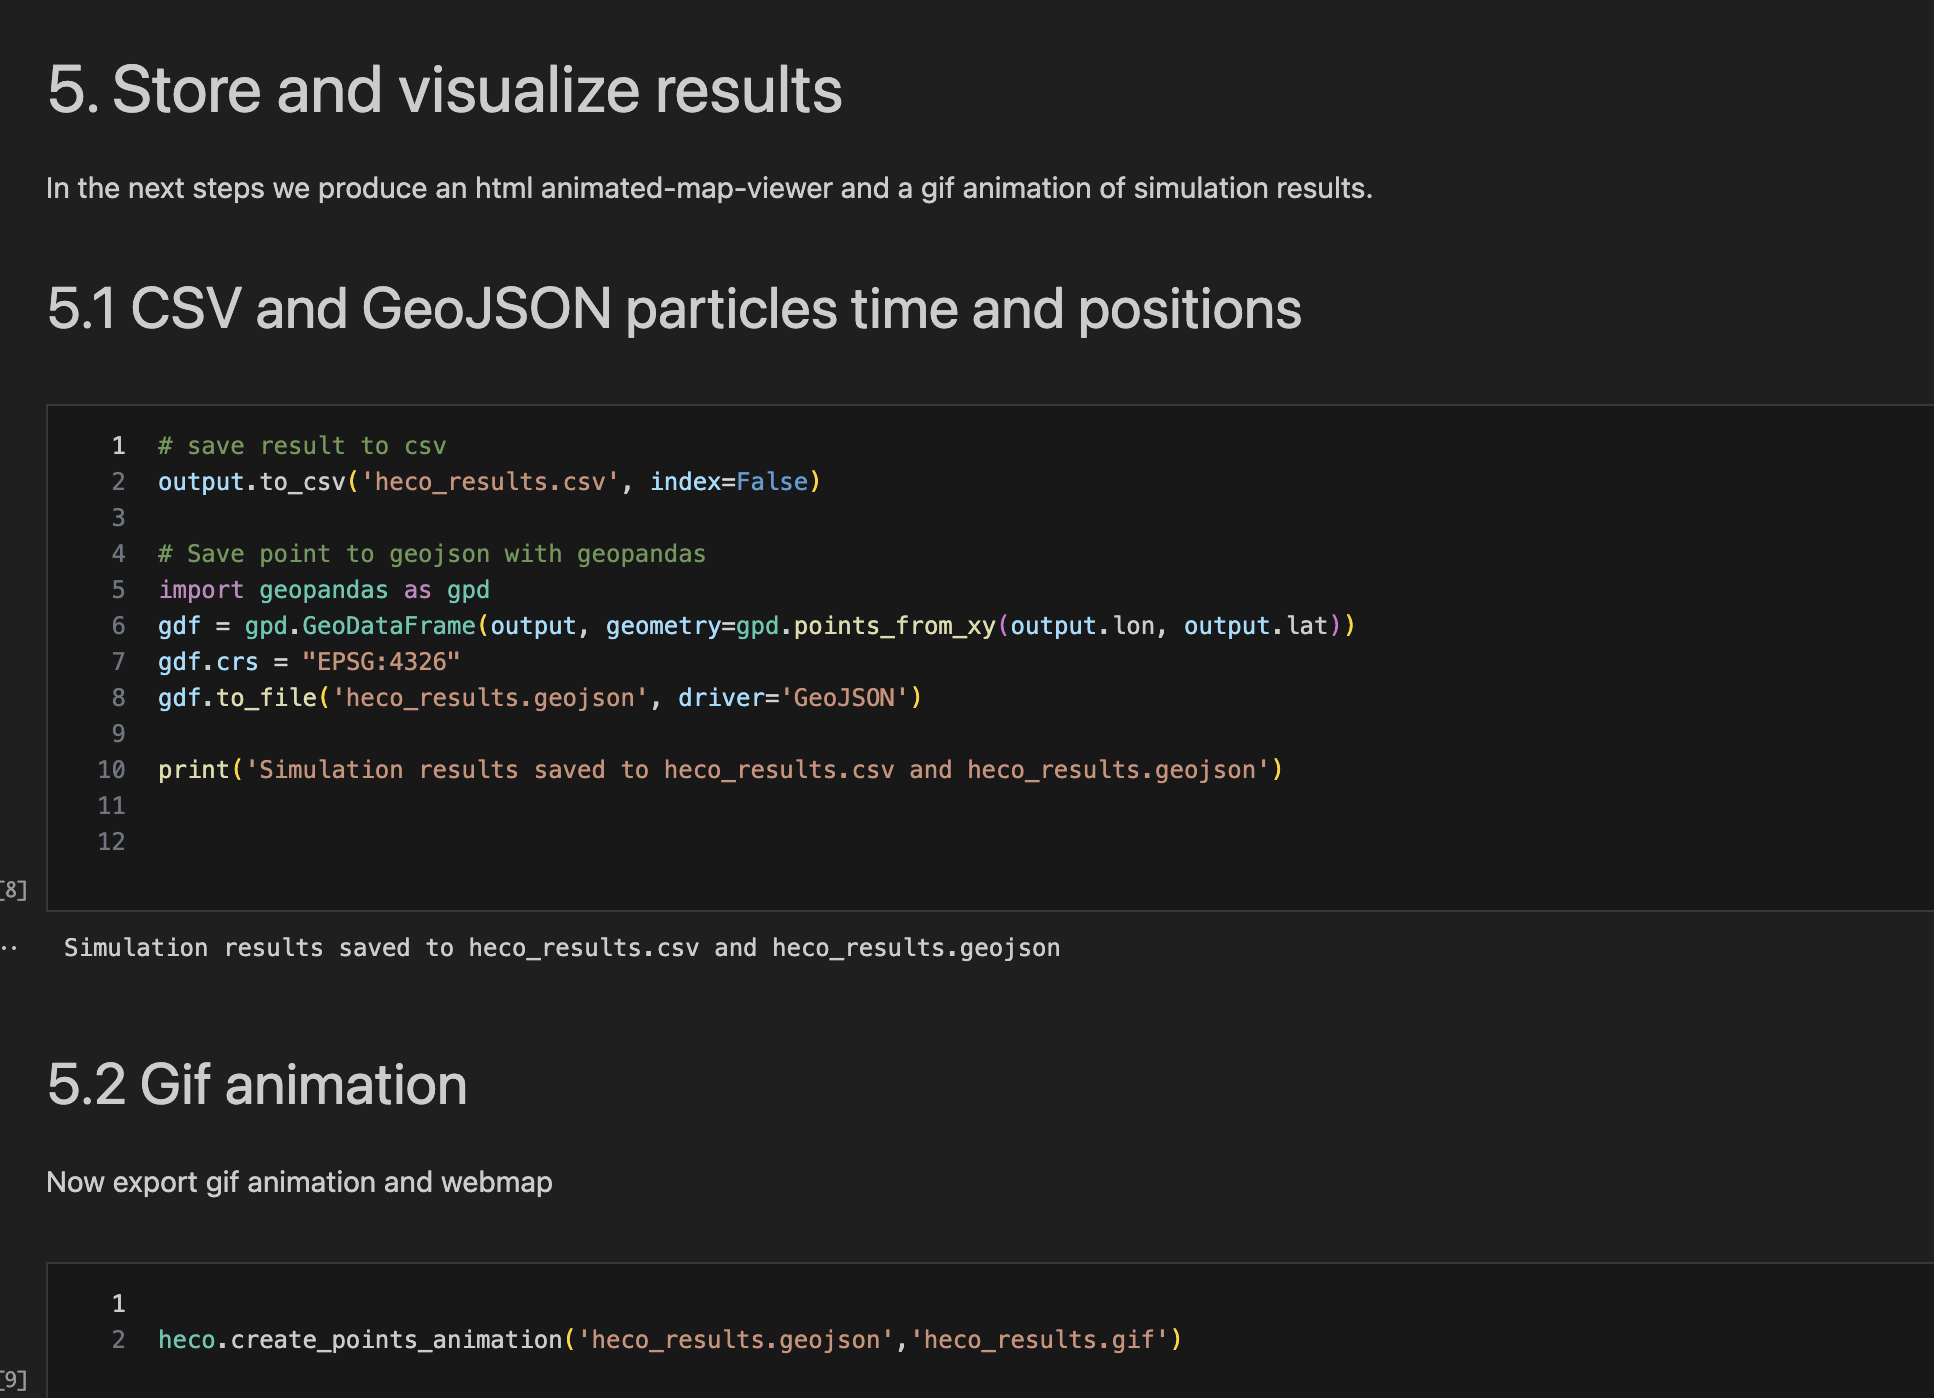 5. Store and visualize results
In the next steps we produce an html animated-map-viewer and a gif animation of simulation results.
5.1 CSV and GeoJSON particles time and positions
1 # save result to csv
2 output.to_csv('heco_results.csv', index=False)
3
4 # Save point to geojson with geopandas
5 import geopandas as gpd
6 gdf = gpd.GeoDataFrame(output, geometry=gpd.points_from_xy(output.lon, output.lat))
7 gdf.crs = "EPSG:4326"
8 gdf.to_file('heco_results.geojson', driver='GeoJSON')
9
10 print('Simulation results saved to heco_results.csv and heco_results.geojson')
11
12
[8]
Simulation results saved to heco_results.csv and heco_results.geojson
5.2 Gif animation
Now export gif animation and webmap
1
2 heco.create_points_animation('heco_results.geojson','heco_results.gif')
[9]